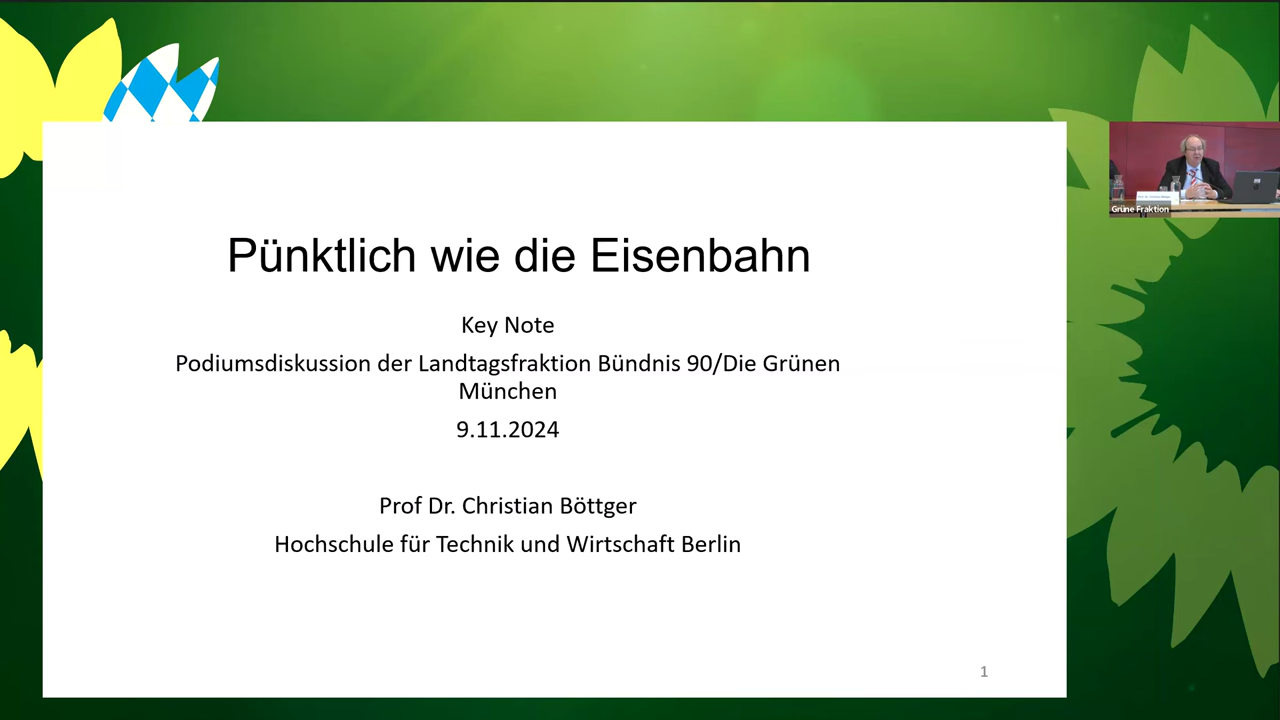 Pünktlich wie die Eisenbahn
Key Note
Podiumsdiskussion der Landtagsfraktion Bündnis 90/Die Grünen
München
9.11.2024
Prof Dr. Christian Böttger
Hochschule für Technik und Wirtschaft Berlin
1
Grüne Fraktion